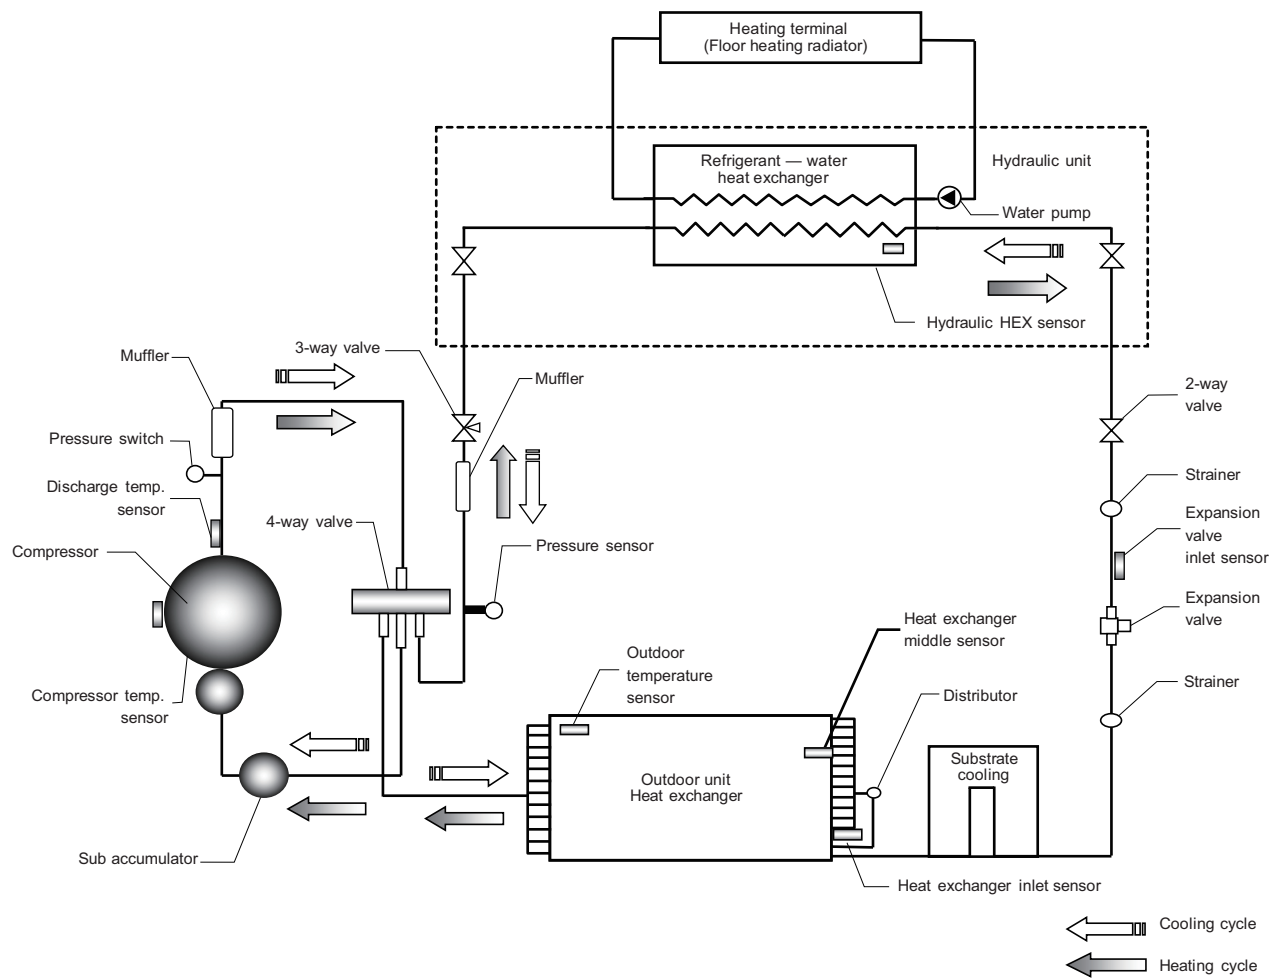 Heating terminal
(Floor heating radiator)
Refrigerant — water
heat exchanger
Hydraulic unit
Water pump
Hydraulic HEX sensor
3-way valve
Muffler
Muffler
2-way
valve
Pressure switch
Strainer
Discharge temp.
sensor
Expansion
valve
inlet sensor
4-way valve
Pressure sensor
Compressor
Expansion
valve
Heat exchanger
middle sensor
Outdoor
temperature
sensor
Compressor temp.
sensor
Distributor
Strainer
Substrate
cooling
Outdoor unit
Heat exchanger
Sub accumulator
Heat exchanger inlet sensor
Cooling cycle
Heating cycle